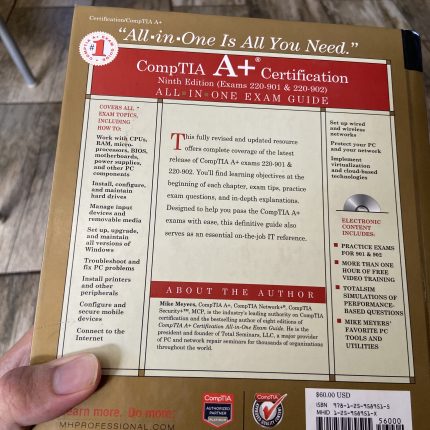 Certification/CompTIA A+
"All-in-One Is All You Need."
CompTIA A+® Certification
Ninth Edition (Exams 220-901 & 220-902)
ALL-IN-ONE EXAM GUIDE
#1
COVERS ALL
EXAM TOPICS,
INCLUDING
HOW TO:
Work with CPUs,
RAM, micro-
processors, BIOS,
motherboards,
power supplies,
and other PC
components
Install, configure,
and maintain
hard drives
Manage input
devices and
removable media
Set up, upgrade,
and maintain
all versions of
Windows
Troubleshoot and
fix PC problems
Install printers
and other
peripherals
Configure and
secure mobile
devices
Connect to the
Internet
This fully revised and updated resource
offers complete coverage of the latest
release of CompTIA A+ exams 220-901 &
220-902. You'll find learning objectives at the
beginning of each chapter, exam tips, practice
exam questions, and in-depth explanations.
Designed to help you pass the CompTIA A+
exams with ease, this definitive guide also
serves as an essential on-the-job IT reference.
ABOUT THE AUTHOR
Mike Meyers, CompTIA A+, CompTIA Network+, CompTIA
Security+, MCP, is the industry's leading authority on CompTIA
certification and the bestselling author of eight editions of
CompTIA A+ Certification All-in-One Exam Guide. He is the
president and founder of Total Seminars, LLC, a major provider
of PC and network repair seminars for thousands of organizations
throughout the world.
Set up wired
and wireless
networks
Protect your PC
and your network
Implement
virtualization
and cloud-based
technologies
ELECTRONIC
CONTENT
INCLUDES:
PRACTICE EXAMS
FOR 901 & 902
MORE THAN ONE
HOUR OF FREE
VIDEO TRAINING
TOTALSIM
SIMULATIONS OF
PERFORMANCE-
BASED QUESTIONS
MIKE MEYERS'
FAVORITE PC
TOOLS AND
UTILITIES
Learn more. Do more.
MHPROFESSIONAL.COM
CompTIA
AUTHORIZED
PARTNER
CompTIA
$60.00 USD
ISBN 978-1-25-958951-5
MHID 1-25-958951-X
56000